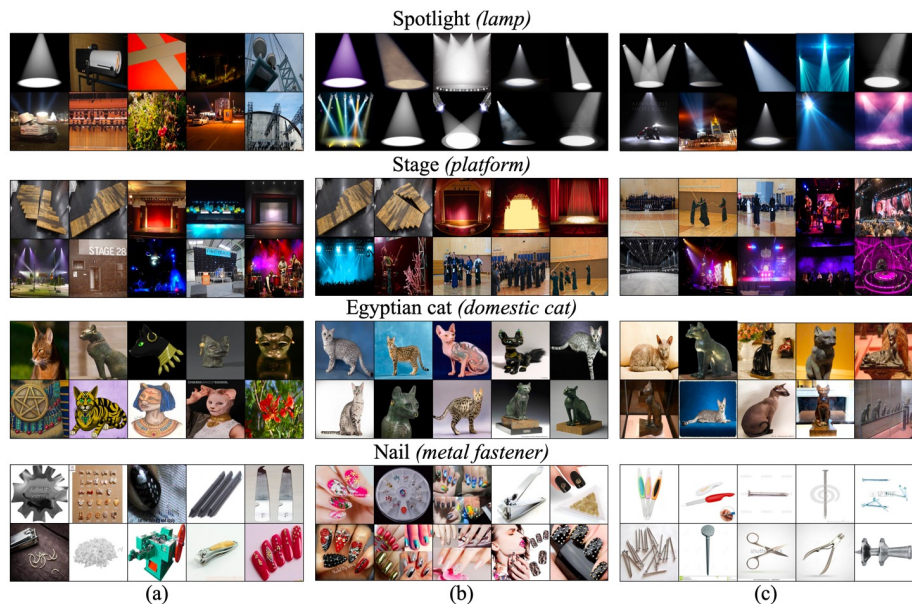 Spotlight (lamp)
Stage (platform)
STAGE 28
Egyptian cat (domestic cat)
Nail (metal fastener)
(a)
(b)
(c)